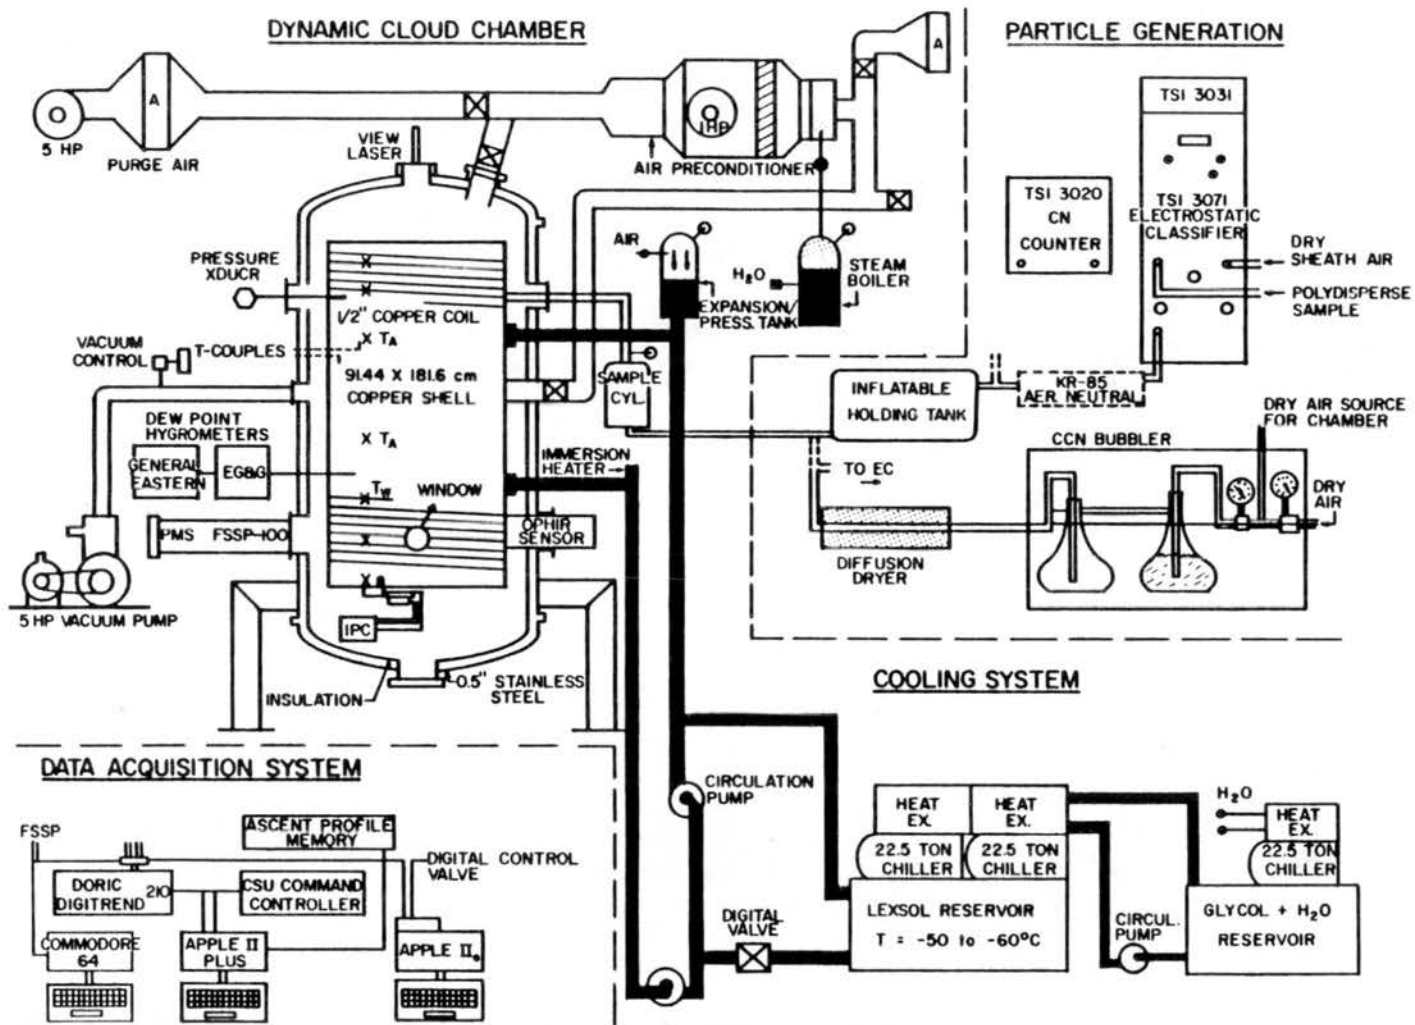 DYNAMIC CLOUD CHAMBER
PARTICLE GENERATION
A
A
5 HP
PURGE AIR
VIEW
LASER
1HP
AIR PRECONDITIONER
TSI 3031
TSI 3020
CN
COUNTER
TSI 3071
ELECTROSTATIC
CLASSIFIER
DRY
SHEATH AIR
POLYDISPERSE
SAMPLE
PRESSURE
XDUCR
AIR
H₂O
STEAM
BOILER
EXPANSION/
PRESS. TANK
1/2" COPPER COIL
VACUUM
CONTROL
T-COUPLES
TA
91.44 X 181.6 cm
COPPER SHELL
SAMPLE
CYL.
INFLATABLE
HOLDING TANK
KR-85
AER. NEUTRAL
DRY AIR SOURCE
FOR CHAMBER
DEW POINT
HYGROMETERS
GENERAL
EASTERN
EG&G
TA
IMMERSION
HEATER
CCN BUBBLER
TO EC
DRY
AIR
TW
WINDOW
PMS FSSP-100
OPHIR
SENSOR
DIFFUSION
DRYER
5 HP VACUUM PUMP
IPC
INSULATION
0.5" STAINLESS
STEEL
COOLING SYSTEM
DATA ACQUISITION SYSTEM
CIRCULATION
PUMP
HEAT
EX.
HEAT
EX.
H₂O
HEAT
EX.
FSSP
ASCENT PROFILE
MEMORY
DIGITAL CONTROL
VALVE
22.5 TON
CHILLER
22.5 TON
CHILLER
22.5 TON
CHILLER
DORIC
DIGITREND 210
CSU COMMAND
CONTROLLER
DIGITAL
VALVE
LEXSOL RESERVOIR
T = -50 to -60°C
CIRCUL.
PUMP
GLYCOL + H₂O
RESERVOIR
COMMODORE
64
APPLE II
PLUS
APPLE IIe